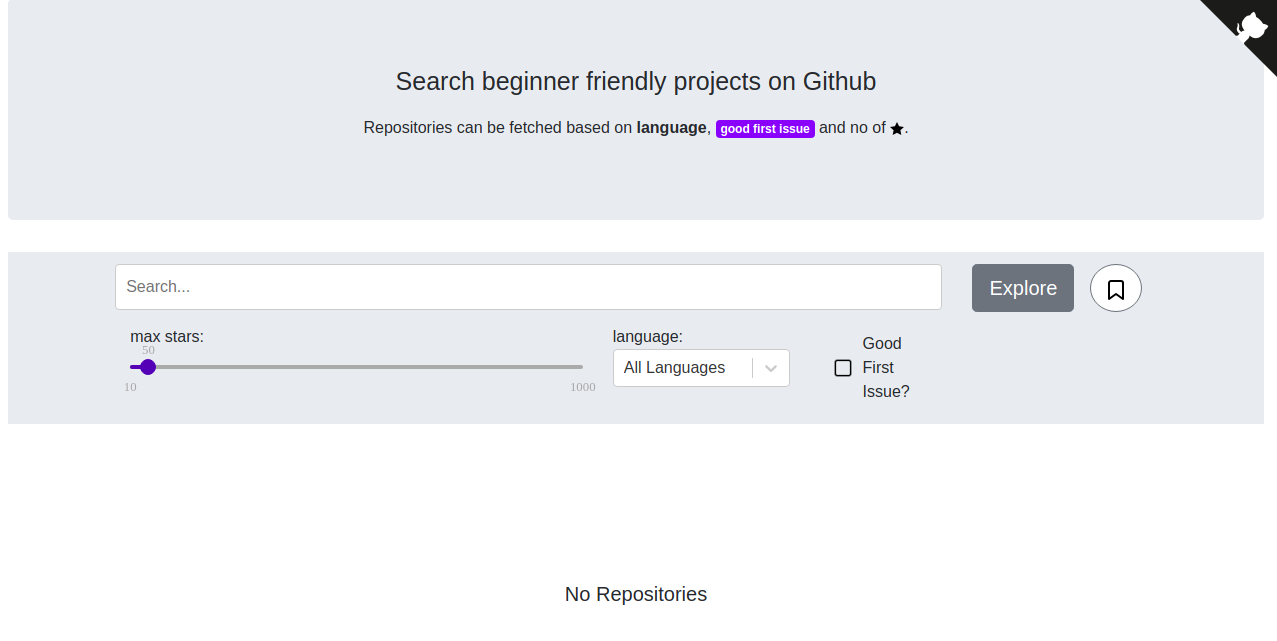 Search beginner friendly projects on Github
Repositories can be fetched based on language, good first issue and no of ★.
Search...
Explore
max stars:
50
10
1000
language:
All Languages
Good
First
Issue?
No Repositories